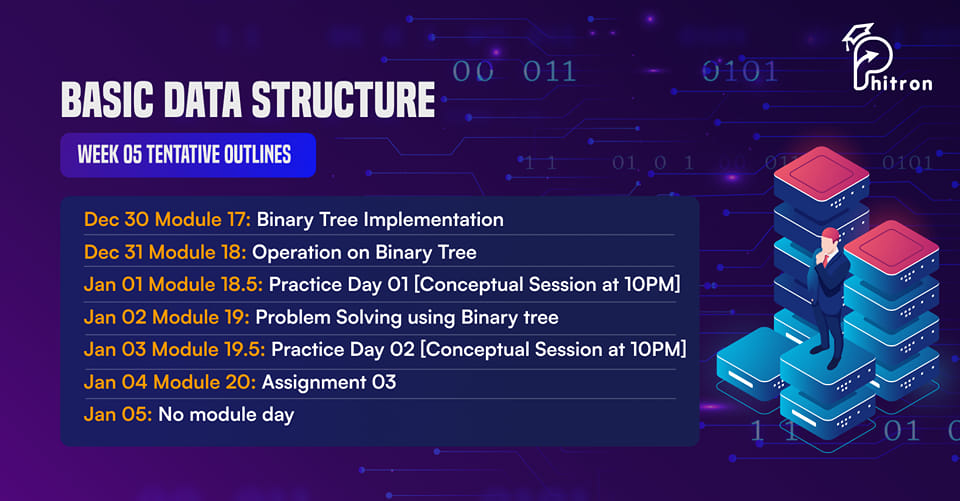 Phitron
BASIC DATA STRUCTURE
WEEK 05 TENTATIVE OUTLINES
Dec 30 Module 17: Binary Tree Implementation
Dec 31 Module 18: Operation on Binary Tree
Jan 01 Module 18.5: Practice Day 01 [Conceptual Session at 10PM]
Jan 02 Module 19: Problem Solving using Binary tree
Jan 03 Module 19.5: Practice Day 02 [Conceptual Session at 10PM]
Jan 04 Module 20: Assignment 03
Jan 05: No module day
00 011 0101
1 1 01 0 1 00 011 0101
1 1 01 0